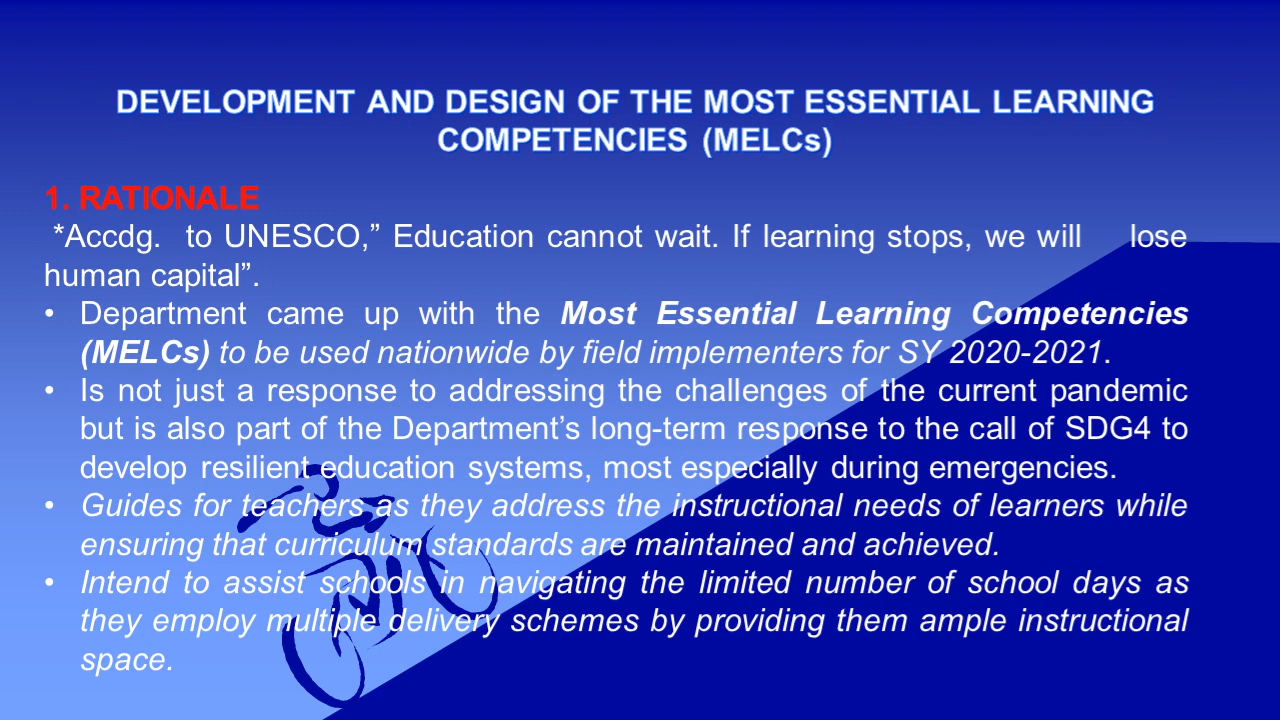 DEVELOPMENT AND DESIGN OF THE MOST ESSENTIAL LEARNING
COMPETENCIES (MELCs)
1. RATIONALE
*Accdg. to UNESCO,” Education cannot wait. If learning stops, we will lose
human capital”.
• Department came up with the Most Essential Learning Competencies
(MELCs) to be used nationwide by field implementers for SY 2020-2021.
• Is not just a response to addressing the challenges of the current pandemic
but is also part of the Department’s long-term response to the call of SDG4 to
develop resilient education systems, most especially during emergencies.
• Guides for teachers as they address the instructional needs of learners while
ensuring that curriculum standards are maintained and achieved.
• Intend to assist schools in navigating the limited number of school days as
they employ multiple delivery schemes by providing them ample instructional
space.